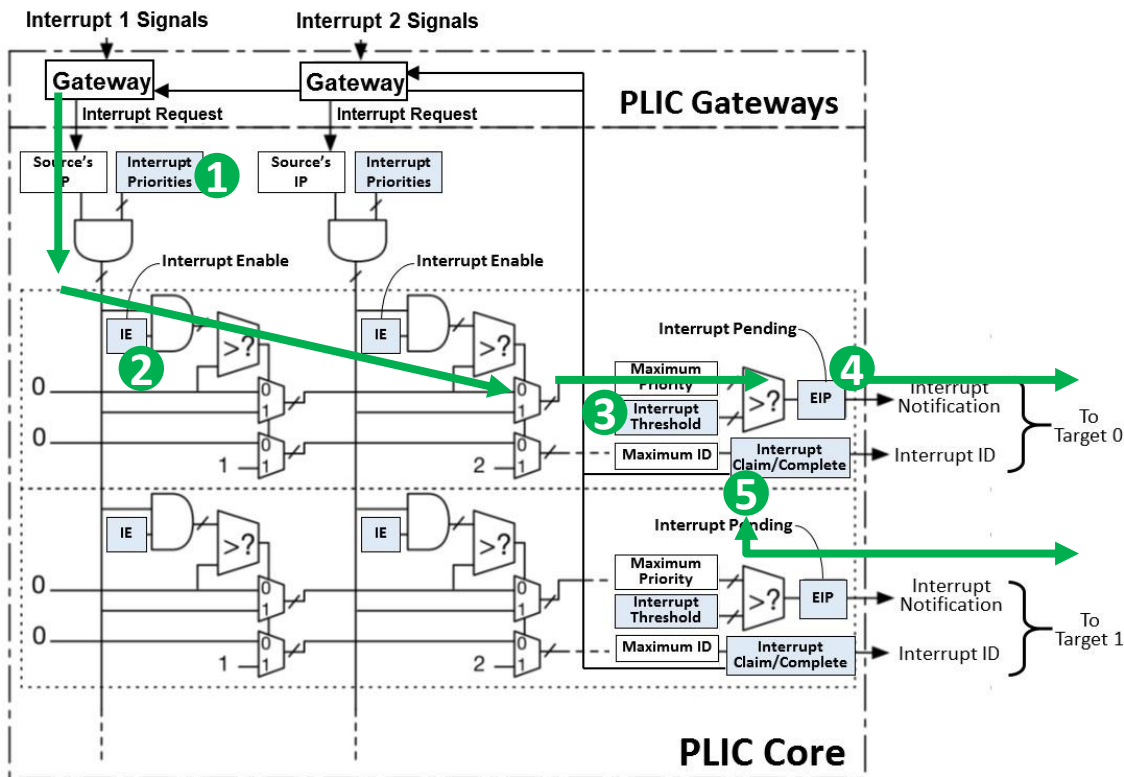 Interrupt 1 Signals
Interrupt 2 Signals
Gateway
Gateway
PLIC Gateways
Interrupt Request
Interrupt Request
Source's
P
Interrupt
Priorities
1
Source's
IP
Interrupt
Priorities
Interrupt Enable
Interrupt Enable
IE
>?
IE
>?
2
Interrupt Pending
0
0
1
0
1
Maximum
Priority
3
Interrupt
Threshold
>?
EIP
4
Interrupt
Notification
To
Target 0
0
1
0
1
2
0
1
Maximum ID
Interrupt
Claim/Complete
Interrupt ID
5
Interrupt Pending
IE
>?
IE
>?
0
0
1
0
1
Maximum
Priority
Interrupt
Threshold
>?
EIP
Interrupt
Notification
To
Target 1
0
1
0
1
2
0
1
Maximum ID
Interrupt
Claim/Complete
Interrupt ID
PLIC Core